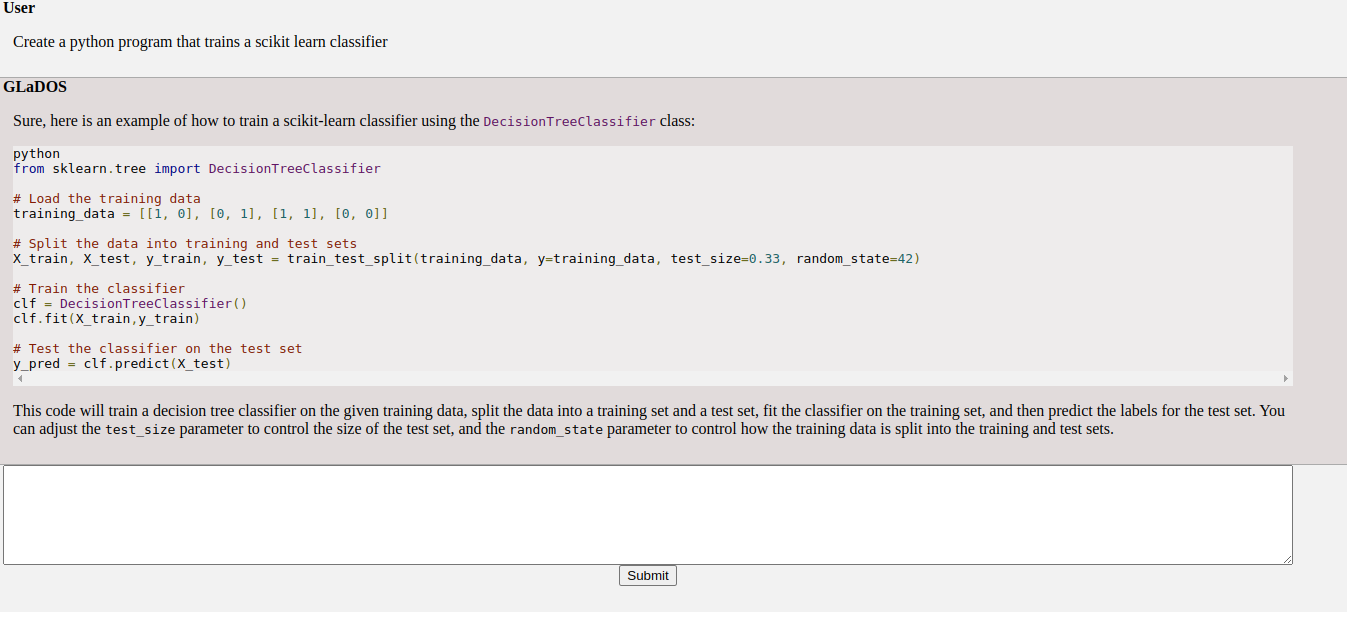 User
Create a python program that trains a scikit learn classifier
GLaDOS
Sure, here is an example of how to train a scikit-learn classifier using the DecisionTreeClassifier class:
python
from sklearn.tree import DecisionTreeClassifier
# Load the training data
training_data = [[1, 0], [0, 1], [1, 1], [0, 0]]
# Split the data into training and test sets
X_train, X_test, y_train, y_test = train_test_split(training_data, y=training_data, test_size=0.33, random_state=42)
# Train the classifier
clf = DecisionTreeClassifier()
clf.fit(X_train,y_train)
# Test the classifier on the test set
y_pred = clf.predict(X_test)
This code will train a decision tree classifier on the given training data, split the data into a training set and a test set, fit the classifier on the training set, and then predict the labels for the test set. You
can adjust the test_size parameter to control the size of the test set, and the random_state parameter to control how the training data is split into the training and test sets.
Submit